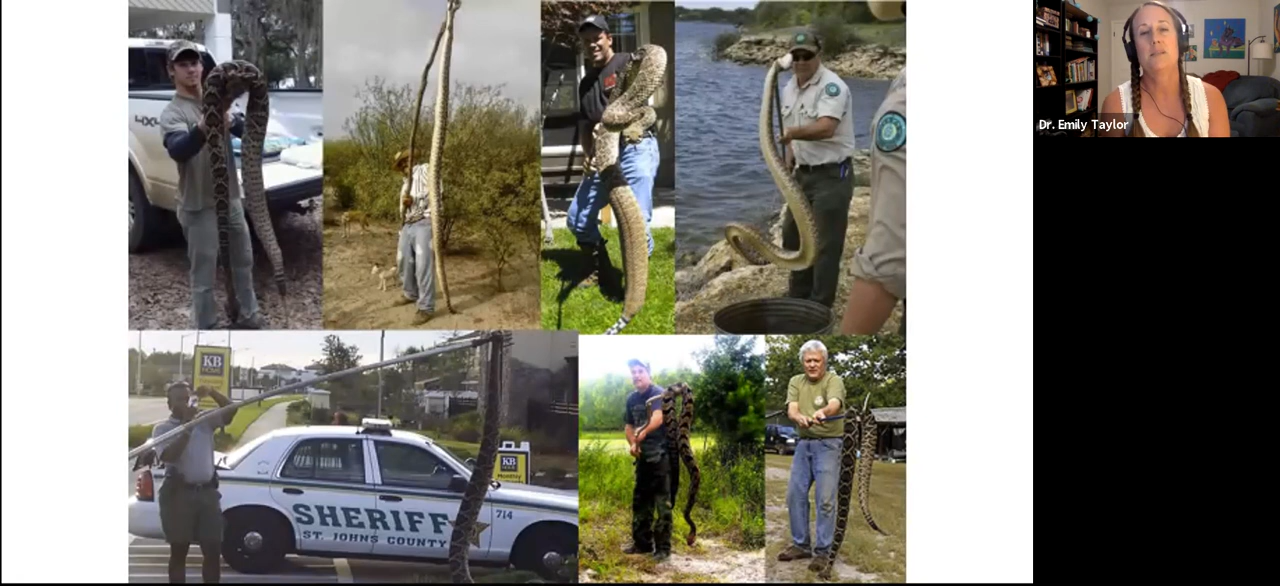 4X4
KB
HOME
KB
SHERIFF
ST. JOHNS COUNTY
714
Dr. Emily Taylor